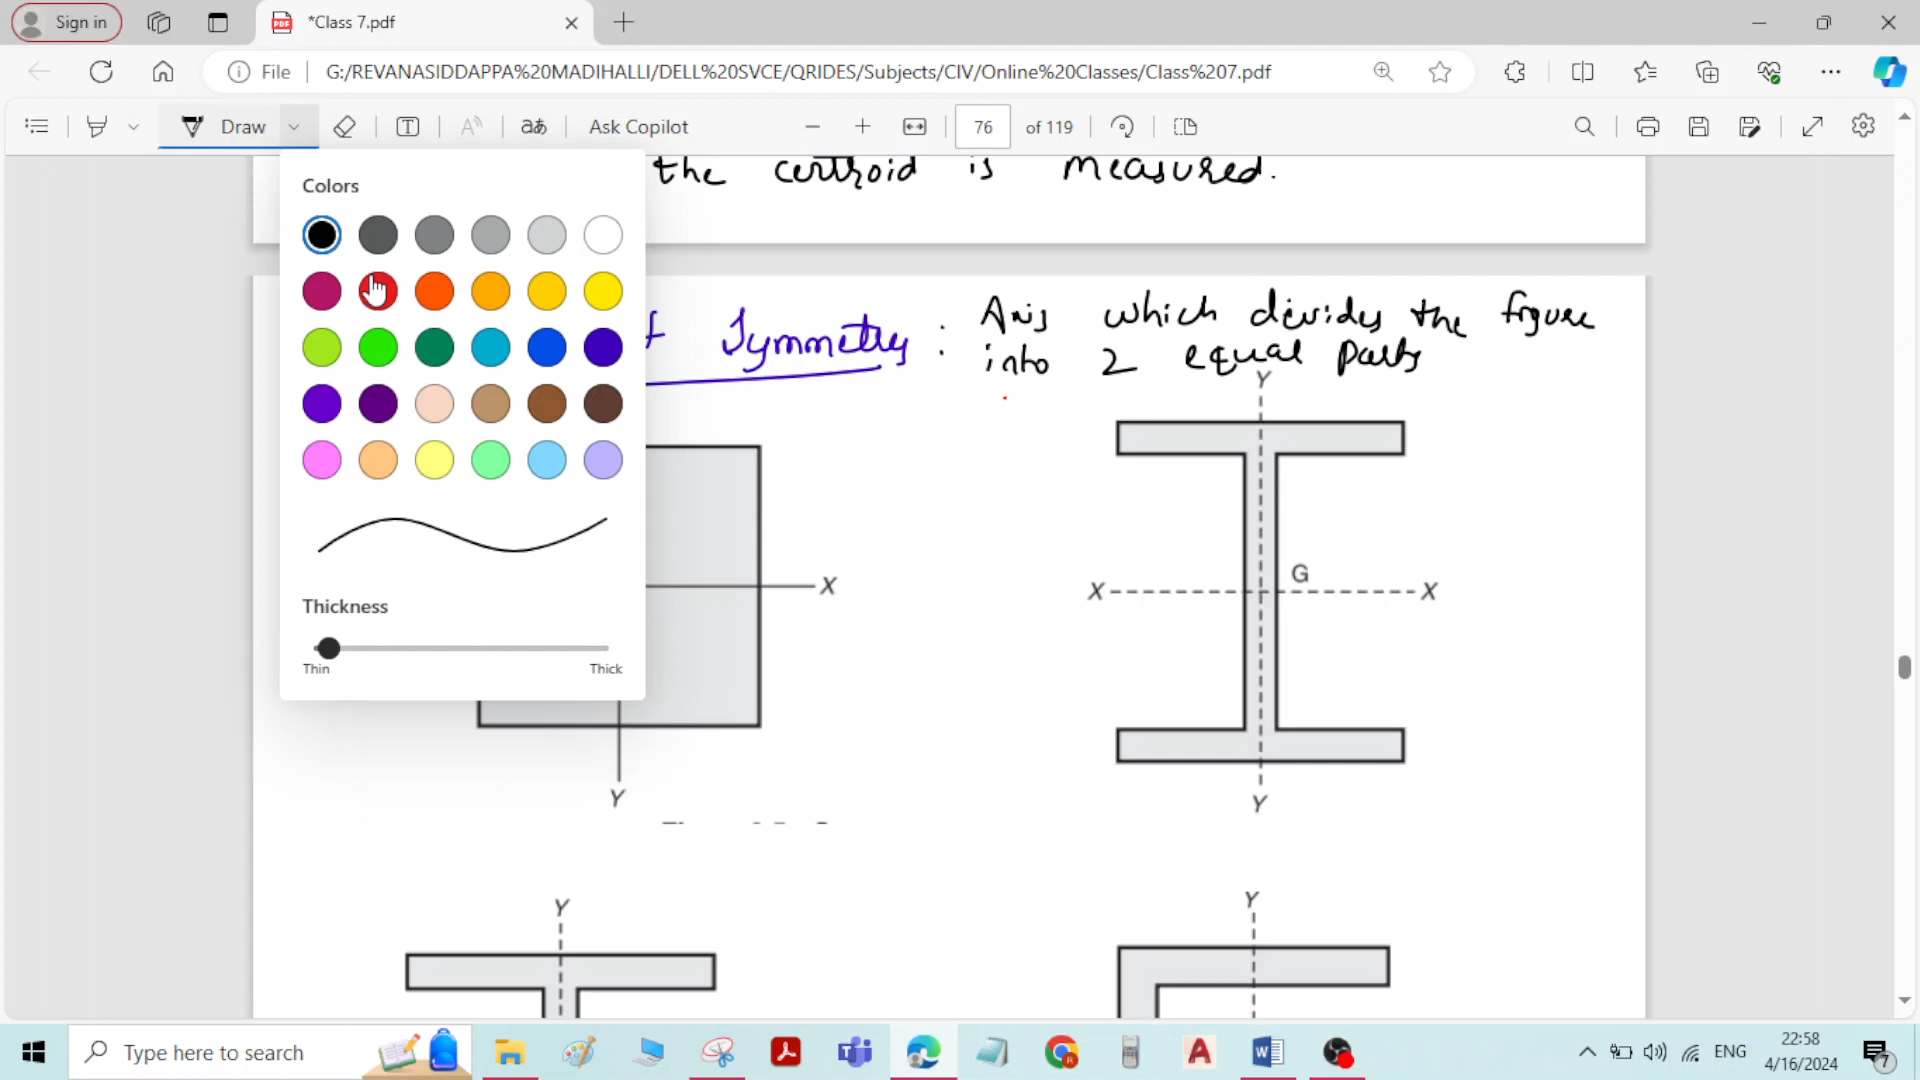 Sign in
*Class 7.pdf
File
G:/REVANASIDDAPPA%20MADIHALLI/DELL%20SVCE/QRIDES/Subjects/CIV/Online%20Classes/Class%207.pdf
Draw
Ask Copilot
76
of 119
the centroid is measured.
Colors
Symmetry : Axis which divides the figure
into 2 equal parts
Y
X
G
X
X
Thickness
Thin
Thick
Y
Y
Y
Y
Type here to search
ENG
22:58
4/16/2024
7